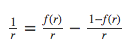 1/r = f(r)/r − 1−f(r)/r